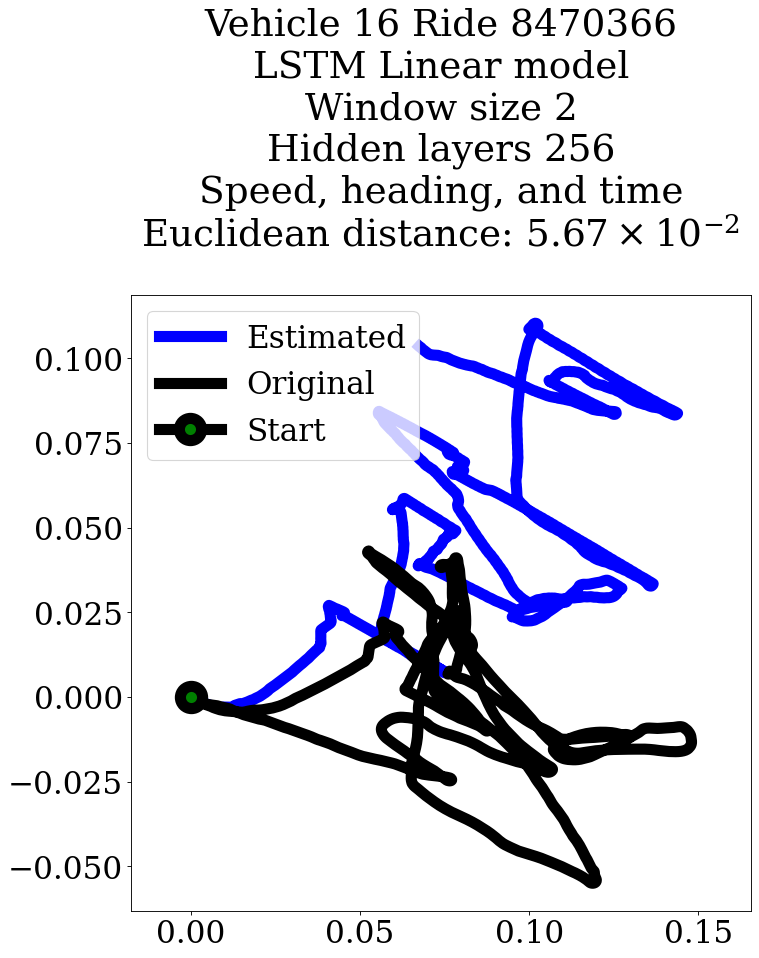 Vehicle 16 Ride 8470366
LSTM Linear model
Window size 2
Hidden layers 256
Speed, heading, and time
Euclidean distance: 5.67 × 10⁻²
Estimated
Original
Start
0.100
0.075
0.050
0.025
0.000
−0.025
−0.050
0.00 0.05 0.10 0.15